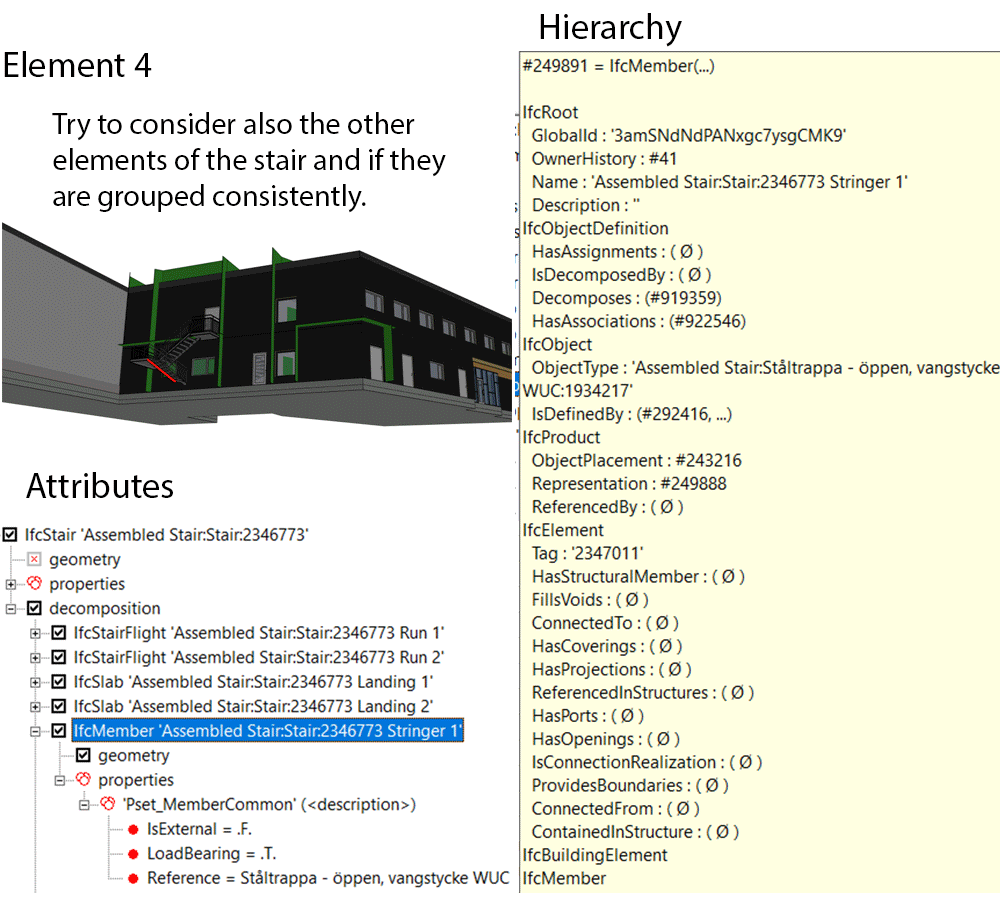 Hierarchy
Element 4
Try to consider also the other
elements of the stair and if they
are grouped consistently.
Attributes
IfcStair 'Assembled Stair:Stair:2346773'
geometry
properties
decomposition
IfcStairFlight 'Assembled Stair:Stair:2346773 Run 1'
IfcStairFlight 'Assembled Stair:Stair:2346773 Run 2'
IfcSlab 'Assembled Stair:Stair:2346773 Landing 1'
IfcSlab 'Assembled Stair:Stair:2346773 Landing 2'
IfcMember 'Assembled Stair:Stair:2346773 Stringer 1'
geometry
properties
'Pset_MemberCommon' (<description>)
IsExternal = .F.
LoadBearing = .T.
Reference = Ståltrappa - öppen, vangstycke WUC
#249891 = IfcMember(...)
IfcRoot
GlobalId : '3amSNdNdPANxgc7ysgCMK9'
OwnerHistory : #41
Name : 'Assembled Stair:Stair:2346773 Stringer 1'
Description : ''
IfcObjectDefinition
HasAssignments : ( Ø )
IsDecomposedBy : ( Ø )
Decomposes : (#919359)
HasAssociations : (#922546)
IfcObject
ObjectType : 'Assembled Stair:Ståltrappa - öppen, vangstycke
WUC:1934217'
IsDefinedBy : (#292416, ...)
IfcProduct
ObjectPlacement : #243216
Representation : #249888
ReferencedBy : ( Ø )
IfcElement
Tag : '2347011'
HasStructuralMember : ( Ø )
FillsVoids : ( Ø )
ConnectedTo : ( Ø )
HasCoverings : ( Ø )
HasProjections : ( Ø )
ReferencedInStructures : ( Ø )
HasPorts : ( Ø )
HasOpenings : ( Ø )
IsConnectionRealization : ( Ø )
ProvidesBoundaries : ( Ø )
ConnectedFrom : ( Ø )
ContainedInStructure : ( Ø )
IfcBuildingElement
IfcMember